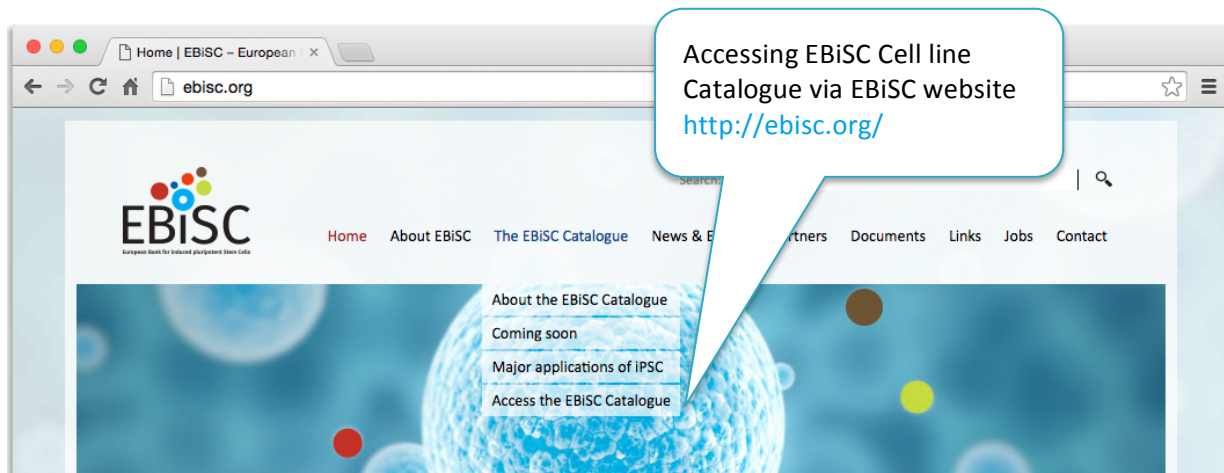 Home | EBiSC – European
ebisc.org
Accessing EBiSC Cell line
Catalogue via EBiSC website
http://ebisc.org/
Search:
EBiSC
European Bank for induced pluripotent Stem Cells
Home About EBiSC The EBiSC Catalogue News & E rtners Documents Links Jobs Contact
About the EBiSC Catalogue
Coming soon
Major applications of iPSC
Access the EBiSC Catalogue